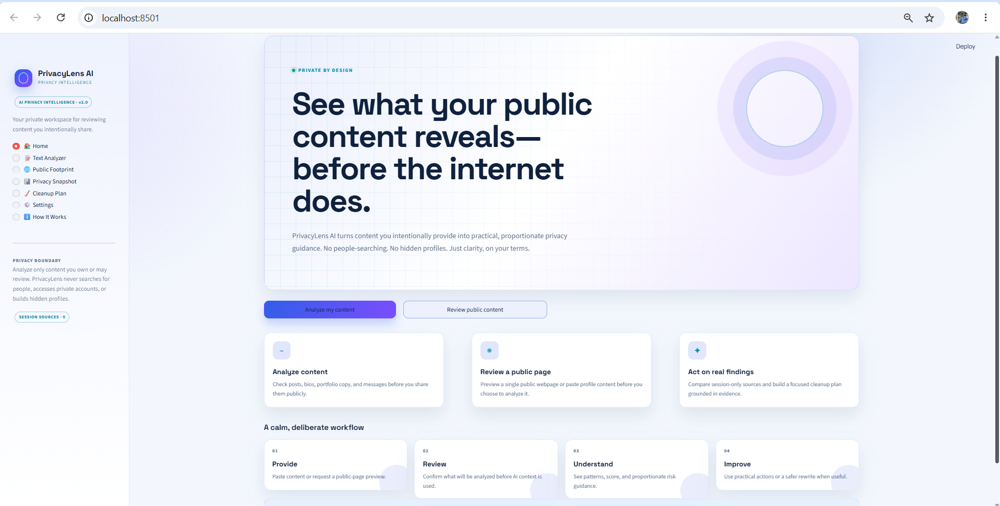 localhost:8501
Deploy
PrivacyLens AI
PRIVACY INTELLIGENCE
AI PRIVACY INTELLIGENCE · v2.0
Your private workspace for reviewing
content you intentionally share.
Home
Text Analyzer
Public Footprint
Privacy Snapshot
Cleanup Plan
Settings
How It Works
PRIVACY BOUNDARY
Analyze only content you own or may
review. PrivacyLens never searches for
people, accesses private accounts, or
builds hidden profiles.
SESSION SOURCES · 0
PRIVATE BY DESIGN
See what your public
content reveals—
before the internet
does.
PrivacyLens AI turns content you intentionally provide into practical, proportionate privacy
guidance. No people-searching. No hidden profiles. Just clarity, on your terms.
Analyze my content
Review public content
Analyze content
Check posts, bios, portfolio copy, and messages before you share
them publicly.
Review a public page
Preview a single public webpage or paste profile content before you
choose to analyze it.
Act on real findings
Compare session-only sources and build a focused cleanup plan
grounded in evidence.
A calm, deliberate workflow
01
Provide
Paste content or request a public-page preview.
02
Review
Confirm what will be analyzed before AI context is
used.
03
Understand
See patterns, score, and proportionate risk
guidance.
04
Improve
Use practical actions or a safer rewrite when useful.